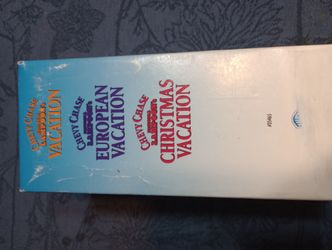 CHEVY CHASE
VACATION
CHEVY CHASE
EUROPEAN
VACATION
CHEVY CHASE
CHRISTMAS
VACATION